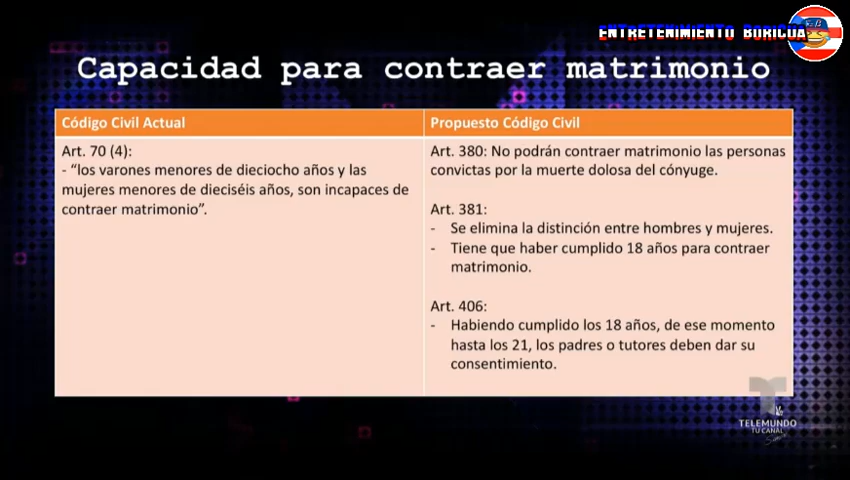 ENTRETENIMIENTO BORICUA
Capacidad para contraer matrimonio
Código Civil Actual
Art. 70 (4):
- “los varones menores de dieciocho años y las
mujeres menores de dieciséis años, son incapaces de
contraer matrimonio”.
Propuesto Código Civil
Art. 380: No podrán contraer matrimonio las personas
convictas por la muerte dolosa del cónyuge.
Art. 381:
- Se elimina la distinción entre hombres y mujeres.
- Tiene que haber cumplido 18 años para contraer
matrimonio.
Art. 406:
- Habiendo cumplido los 18 años, de ese momento
hasta los 21, los padres o tutores deben dar su
consentimiento.
TELEMUNDO
TU CANAL